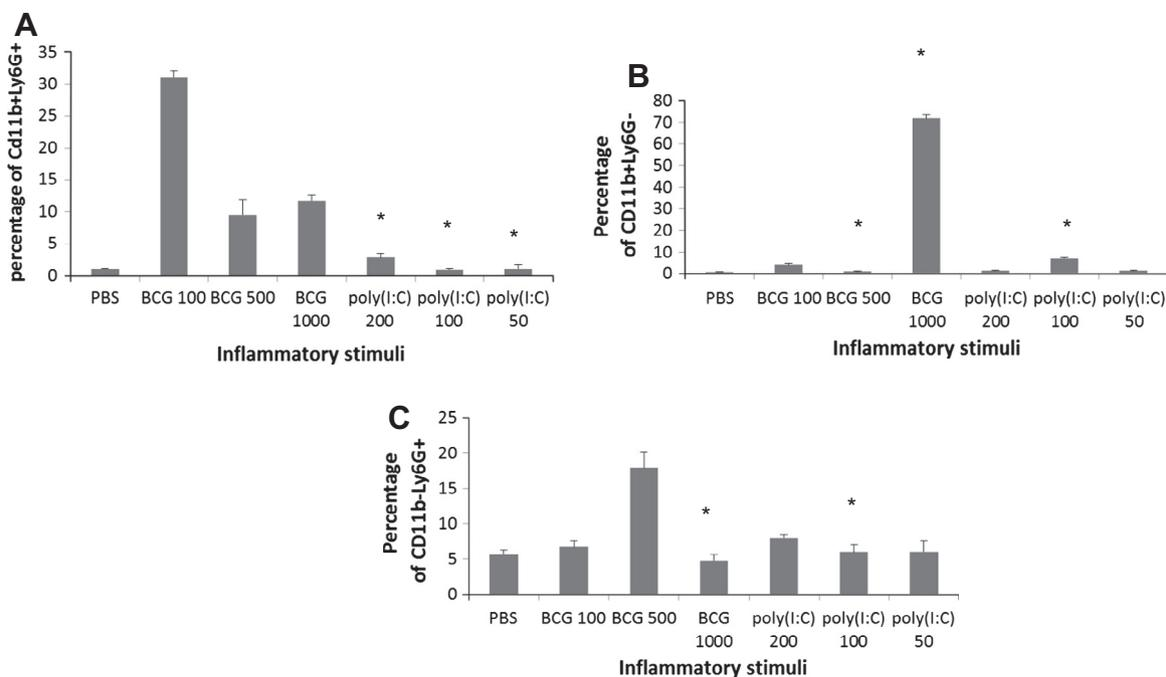 A
percentage of Cd11b+Ly6G+
35
30
25
20
15
10
5
0
*
*
*
PBS BCG 100 BCG 500 BCG poly(I:C) poly(I:C) poly(I:C)
1000 200 100 50
Inflammatory stimuli
B
Percentage
of CD11b+Ly6G-
80
70
60
50
40
30
20
10
0
*
*
*
PBS BCG 100 BCG 500 BCG poly(I:C) poly(I:C) poly(I:C)
1000 200 100 50
Inflammatory stimuli
C
Percentage
of CD11b-Ly6G+
25
20
15
10
5
0
*
*
PBS BCG 100 BCG 500 BCG poly(I:C) poly(I:C) poly(I:C)
1000 200 100 50
Inflammatory stimuli